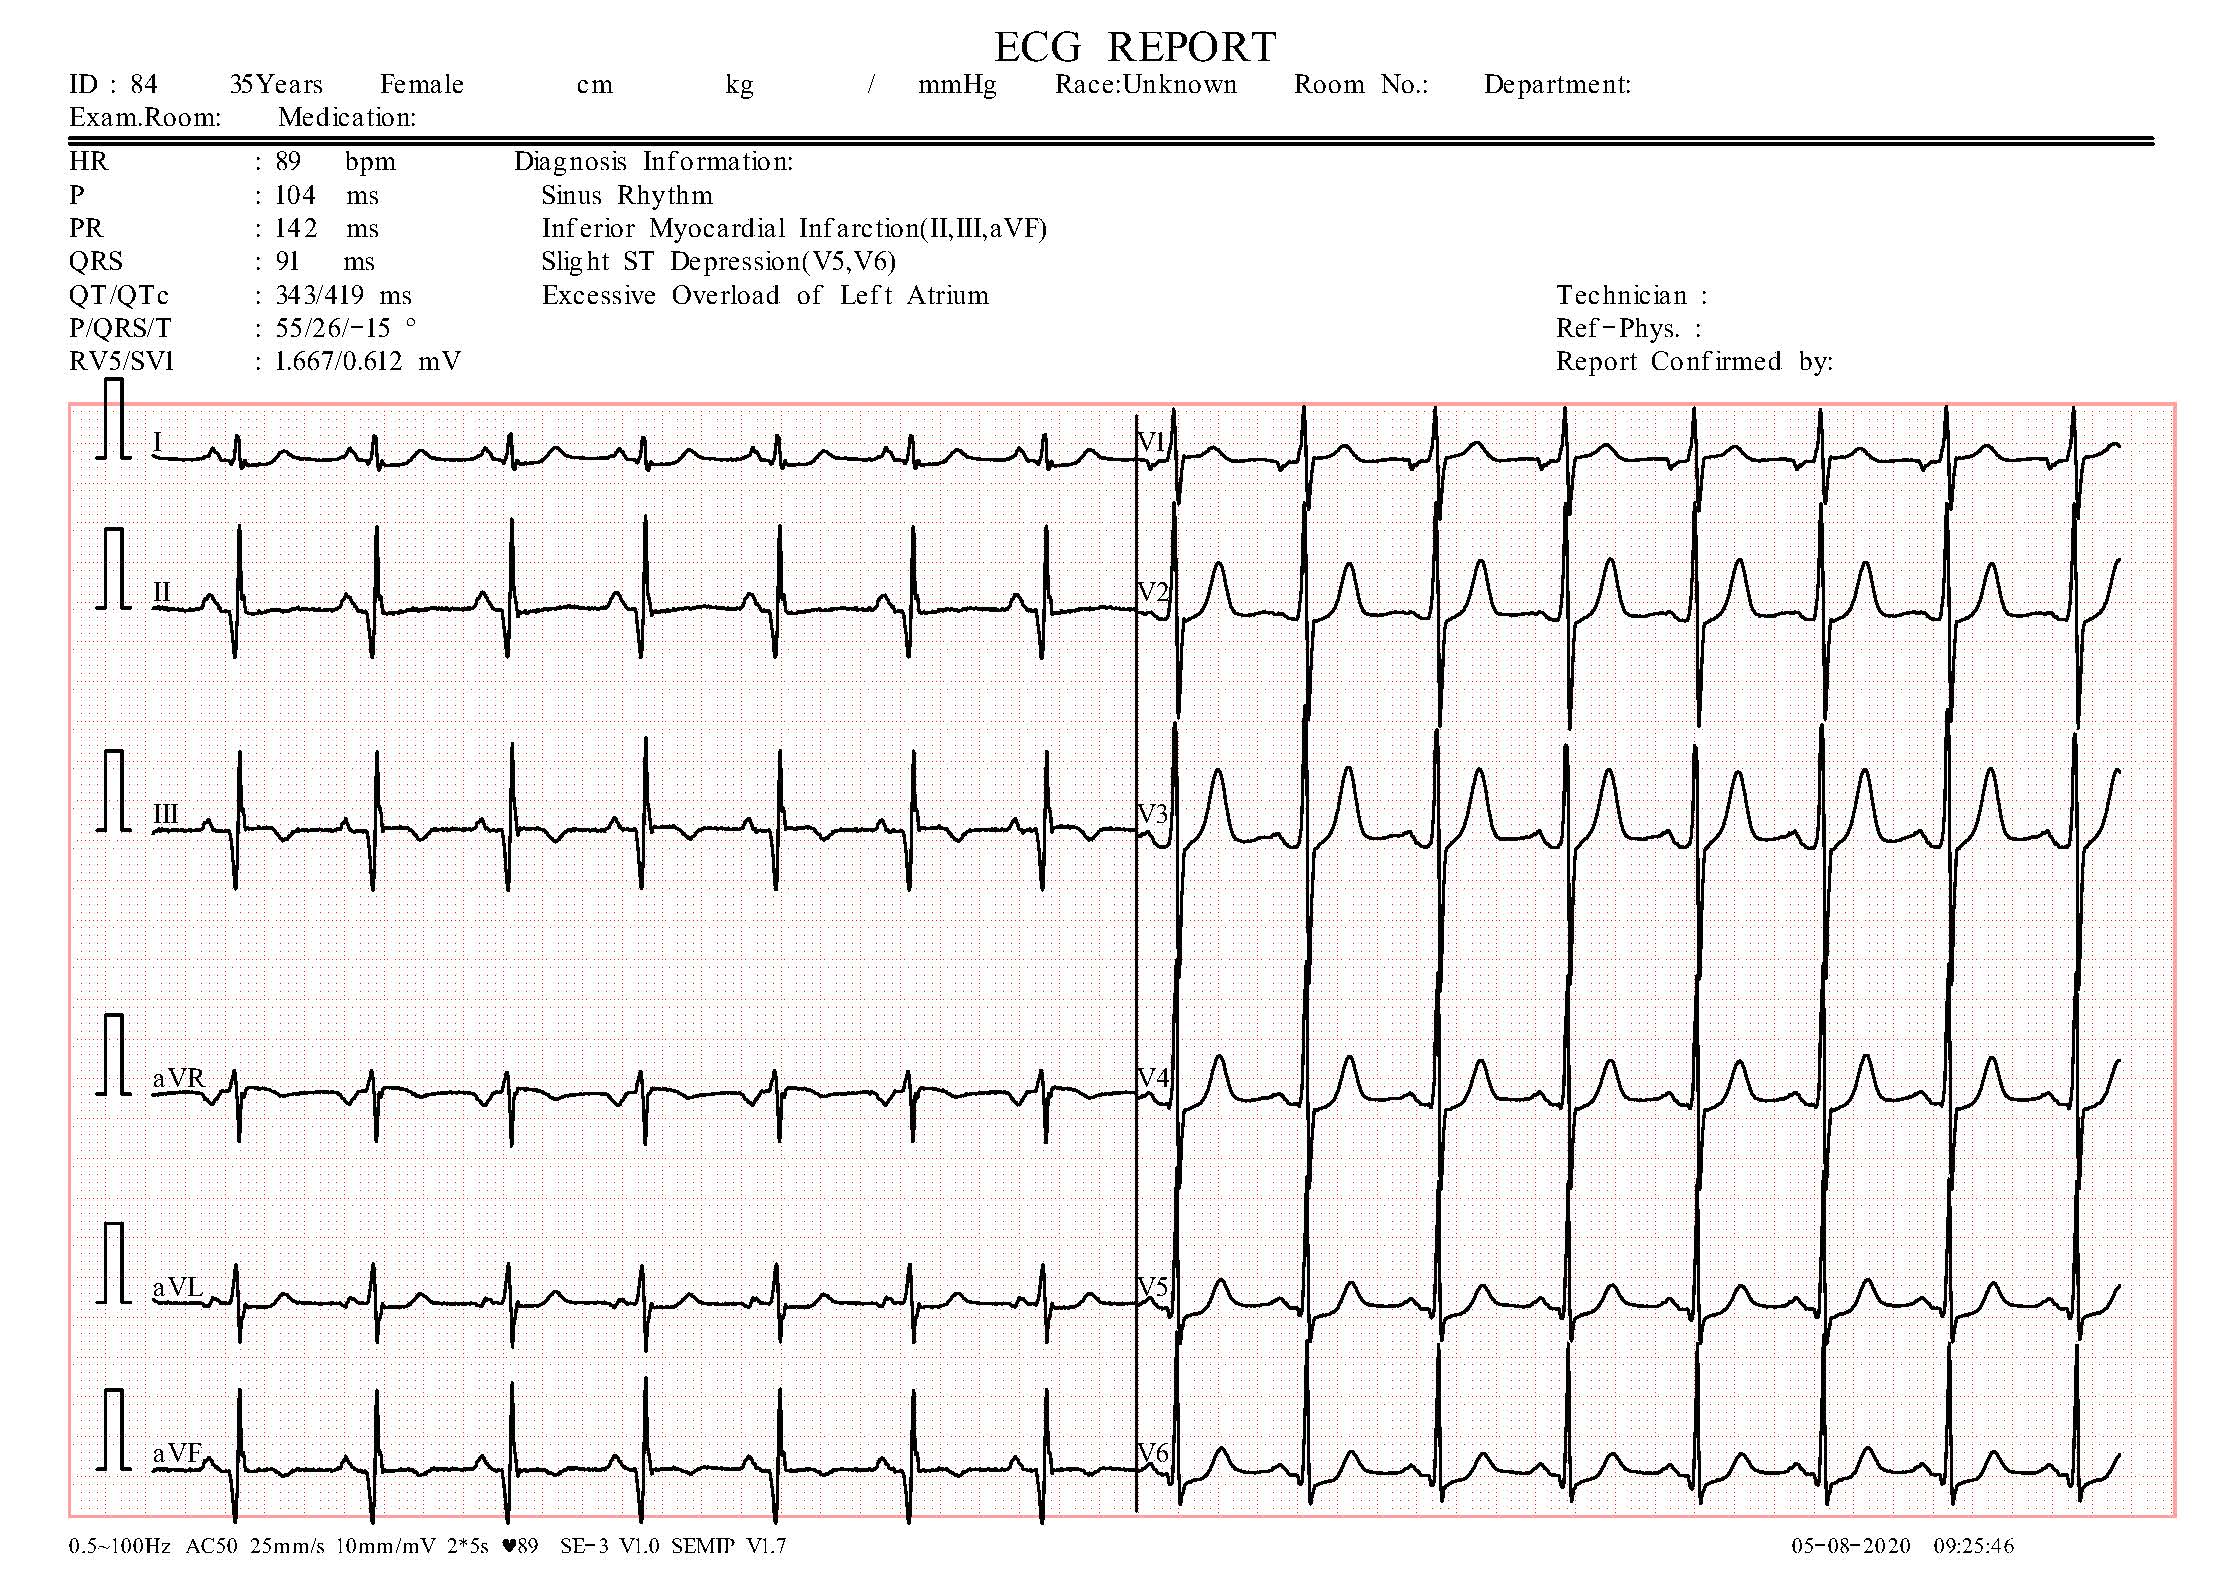 ECG REPORT
ID : 84 35Years Female cm kg / mmHg Race:Unknown Room No.: Department:
Exam.Room: Medication:
HR : 89 bpm Diagnosis Information:
P : 104 ms Sinus Rhythm
PR : 142 ms Inferior Myocardial Infarction(II,III,aVF)
QRS : 91 ms Slight ST Depression(V5,V6)
QT/QTc : 343/419 ms Excessive Overload of Left Atrium Technician :
P/QRS/T : 55/26/-15 ° Ref-Phys. :
RV5/SV1 : 1.667/0.612 mV Report Confirmed by:
I V1
II V2
III V3
aVR V4
aVL V5
aVF V6
0.5~100Hz AC50 25mm/s 10mm/mV 2*5s ♥89 SE-3 V1.0 SEMIP V1.7 05-08-2020 09:25:46